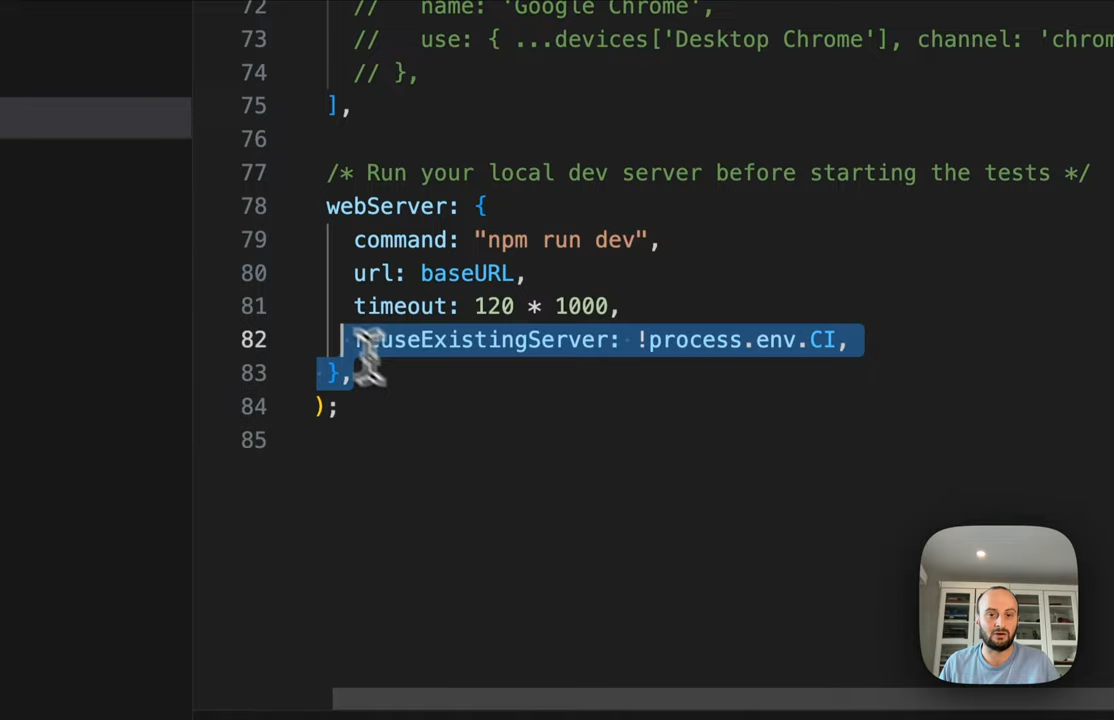 72 // name: 'Google Chrome',
73 // use: { ...devices['Desktop Chrome'], channel: 'chrom
74 // },
75 ],
76
77 /* Run your local dev server before starting the tests */
78 webServer: {
79 command: "npm run dev",
80 url: baseURL,
81 timeout: 120 * 1000,
82 reuseExistingServer: !process.env.CI,
83 },
84 );
85